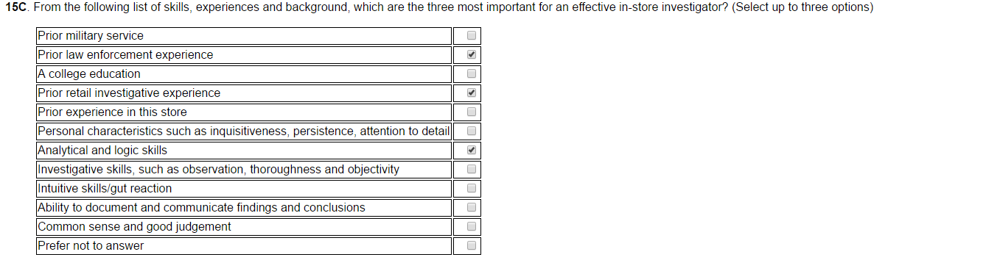 15C. From the following list of skills, experiences and background, which are the three most important for an effective in-store investigator? (Select up to three options)
Prior military service
Prior law enforcement experience
A college education
Prior retail investigative experience
Prior experience in this store
Personal characteristics such as inquisitiveness, persistence, attention to detail
Analytical and logic skills
Investigative skills, such as observation, thoroughness and objectivity
Intuitive skills/gut reaction
Ability to document and communicate findings and conclusions
Common sense and good judgement
Prefer not to answer